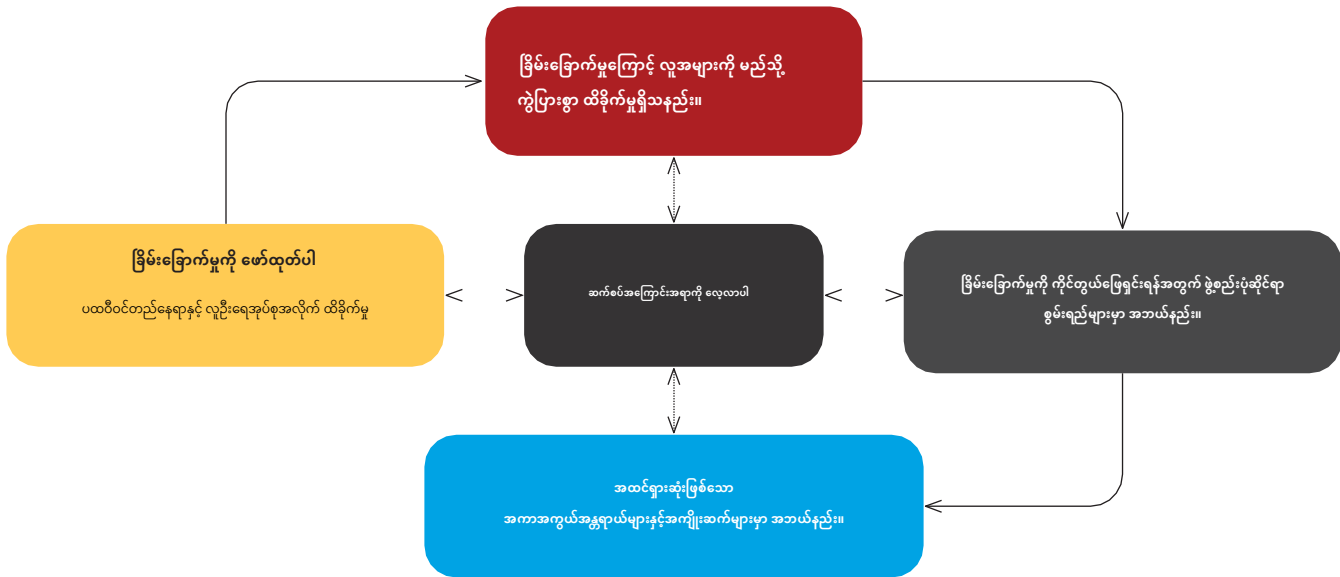 ခြိမ်းခြောက်မှုကြောင့် လူအများကို မည်သို့
ကွဲပြားစွာ ထိခိုက်မှုရှိသနည်း။
ခြိမ်းခြောက်မှုကို ဖော်ထုတ်ပါ
ပထဝီဝင်တည်နေရာနှင့် လူဦးရေအုပ်စုအလိုက် ထိခိုက်မှု
ဆက်စပ်အကြောင်းအရာကို လေ့လာပါ
ခြိမ်းခြောက်မှုကို ကိုင်တွယ်ဖြေရှင်းရန်အတွက် ဖွဲ့စည်းပုံဆိုင်ရာ
စွမ်းရည်များမှာ အဘယ်နည်း။
အထင်ရှားဆုံးဖြစ်သော
အကာအကွယ်အန္တရာယ်များနှင့်အကျိုးဆက်များမှာ အဘယ်နည်း။